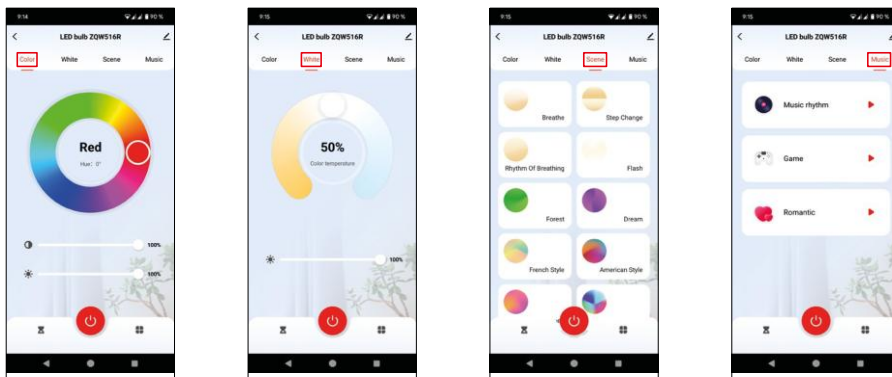 9:14
90 %
LED bulb ZQW516R
Color White Scene Music
Red
Hue: 0°
100%
100%
9:15
90 %
LED bulb ZQW516R
Color White Scene Music
50%
Color temperature
100%
9:15
90 %
LED bulb ZQW516R
Color White Scene Music
Breathe Step Change
Rhythm Of Breathing Flash
Forest Dream
French Style American Style
9:15
90 %
LED bulb ZQW516R
Color White Scene Music
Music rhythm
Game
Romantic